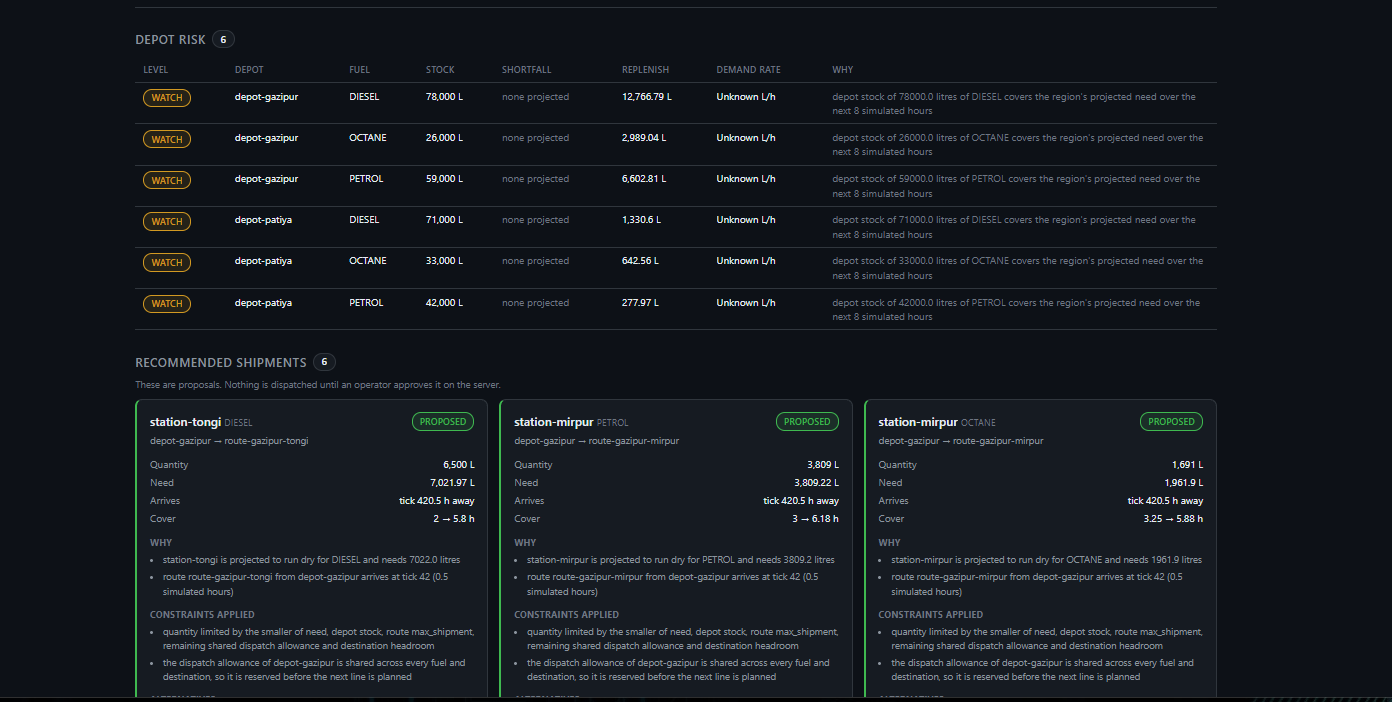 DEPOT RISK 6
LEVEL DEPOT FUEL STOCK SHORTFALL REPLENISH DEMAND RATE WHY
WATCH depot-gazipur DIESEL 78,000 L none projected 12,766.79 L Unknown L/h depot stock of 78000.0 litres of DIESEL covers the region's projected need over the
next 8 simulated hours
WATCH depot-gazipur OCTANE 26,000 L none projected 2,989.04 L Unknown L/h depot stock of 26000.0 litres of OCTANE covers the region's projected need over the
next 8 simulated hours
WATCH depot-gazipur PETROL 59,000 L none projected 6,602.81 L Unknown L/h depot stock of 59000.0 litres of PETROL covers the region's projected need over the
next 8 simulated hours
WATCH depot-patiya DIESEL 71,000 L none projected 1,330.6 L Unknown L/h depot stock of 71000.0 litres of DIESEL covers the region's projected need over the
next 8 simulated hours
WATCH depot-patiya OCTANE 33,000 L none projected 642.56 L Unknown L/h depot stock of 33000.0 litres of OCTANE covers the region's projected need over the
next 8 simulated hours
WATCH depot-patiya PETROL 42,000 L none projected 277.97 L Unknown L/h depot stock of 42000.0 litres of PETROL covers the region's projected need over the
next 8 simulated hours
RECOMMENDED SHIPMENTS 6
These are proposals. Nothing is dispatched until an operator approves it on the server.
station-tongi DIESEL PROPOSED
depot-gazipur → route-gazipur-tongi
Quantity 6,500 L
Need 7,021.97 L
Arrives tick 420.5 h away
Cover 2 → 5.8 h
WHY
• station-tongi is projected to run dry for DIESEL and needs 7022.0 litres
• route route-gazipur-tongi from depot-gazipur arrives at tick 42 (0.5
simulated hours)
CONSTRAINTS APPLIED
• quantity limited by the smaller of need, depot stock, route max_shipment,
remaining shared dispatch allowance and destination headroom
• the dispatch allowance of depot-gazipur is shared across every fuel and
destination, so it is reserved before the next line is planned
station-mirpur PETROL PROPOSED
depot-gazipur → route-gazipur-mirpur
Quantity 3,809 L
Need 3,809.22 L
Arrives tick 420.5 h away
Cover 3 → 6.18 h
WHY
• station-mirpur is projected to run dry for PETROL and needs 3809.2 litres
• route route-gazipur-mirpur from depot-gazipur arrives at tick 42 (0.5
simulated hours)
CONSTRAINTS APPLIED
• quantity limited by the smaller of need, depot stock, route max_shipment,
remaining shared dispatch allowance and destination headroom
• the dispatch allowance of depot-gazipur is shared across every fuel and
destination, so it is reserved before the next line is planned
station-mirpur OCTANE PROPOSED
depot-gazipur → route-gazipur-mirpur
Quantity 1,691 L
Need 1,961.9 L
Arrives tick 420.5 h away
Cover 3.25 → 5.88 h
WHY
• station-mirpur is projected to run dry for OCTANE and needs 1961.9 litres
• route route-gazipur-mirpur from depot-gazipur arrives at tick 42 (0.5
simulated hours)
CONSTRAINTS APPLIED
• quantity limited by the smaller of need, depot stock, route max_shipment,
remaining shared dispatch allowance and destination headroom
• the dispatch allowance of depot-gazipur is shared across every fuel and
destination, so it is reserved before the next line is planned